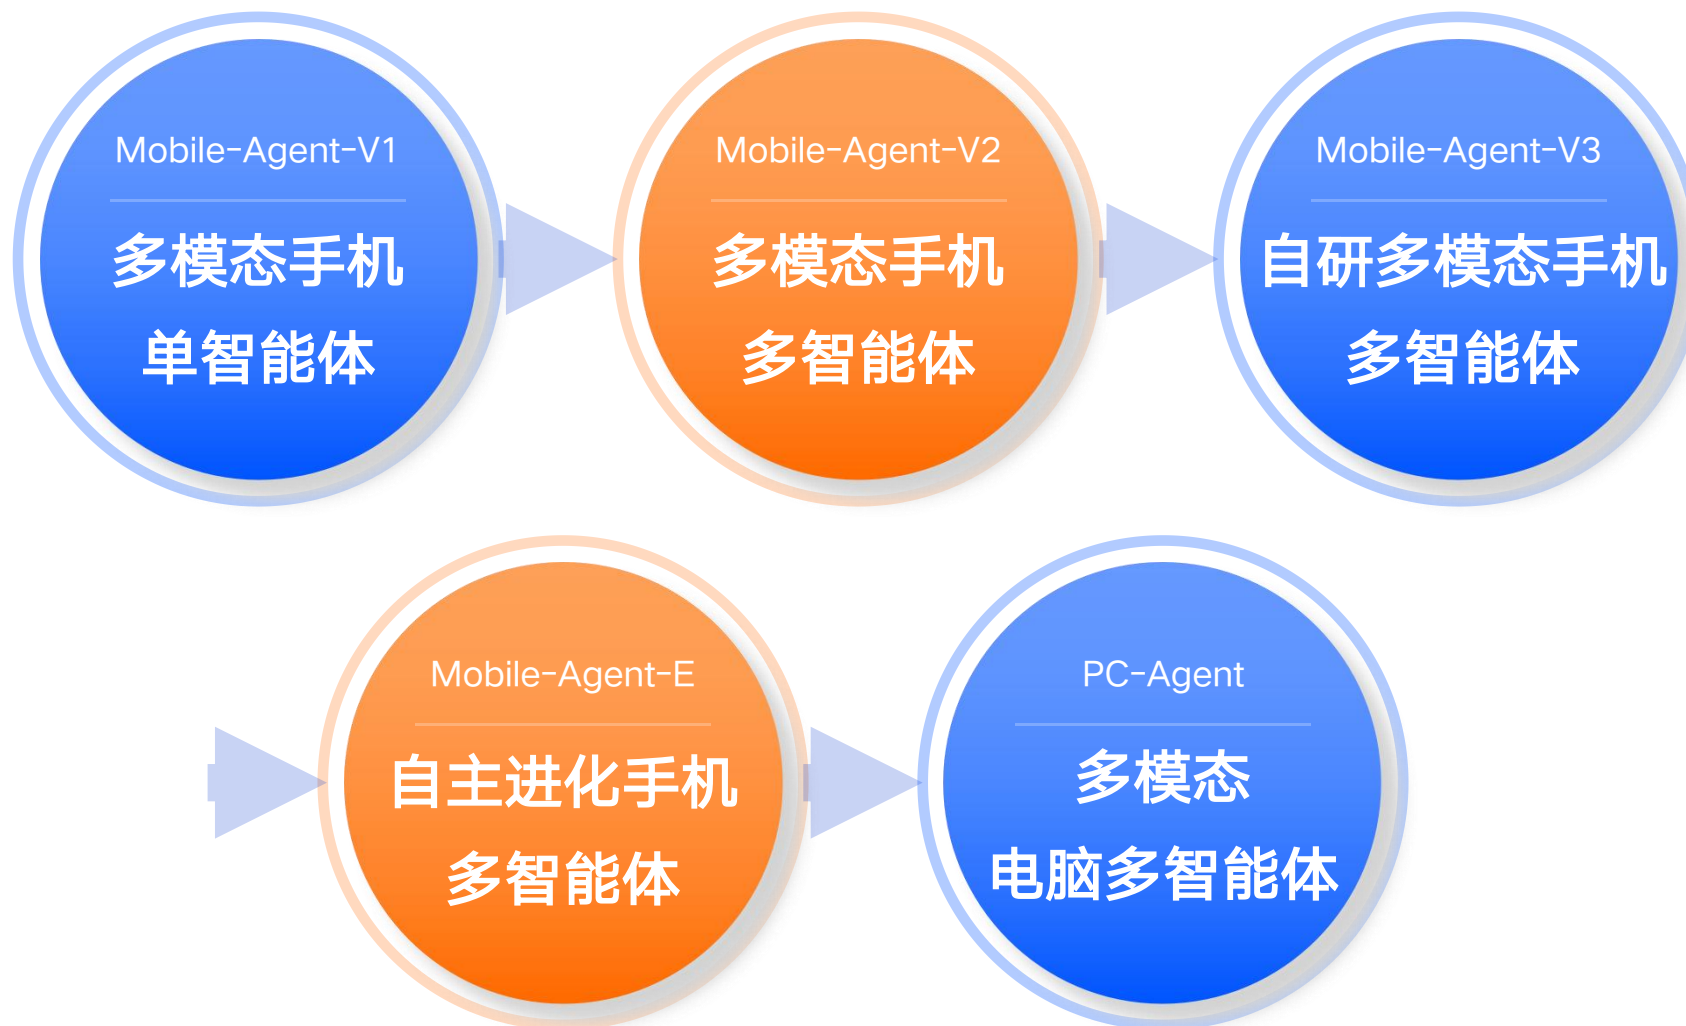 Mobile-Agent-V1
多模态手机
单智能体
Mobile-Agent-V2
多模态手机
多智能体
Mobile-Agent-V3
自研多模态手机
多智能体
Mobile-Agent-E
自主进化手机
多智能体
PC-Agent
多模态
电脑多智能体